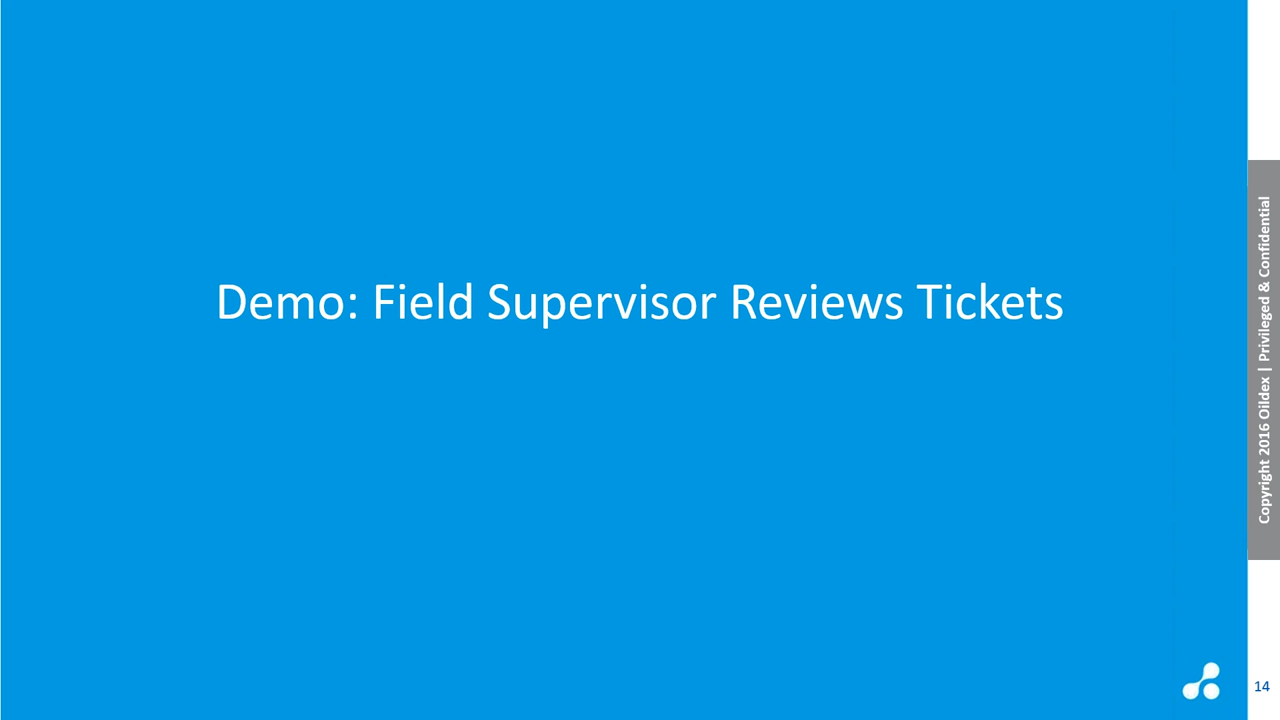 Demo: Field Supervisor Reviews Tickets
Copyright 2016 Oildex | Privileged & Confidential
14